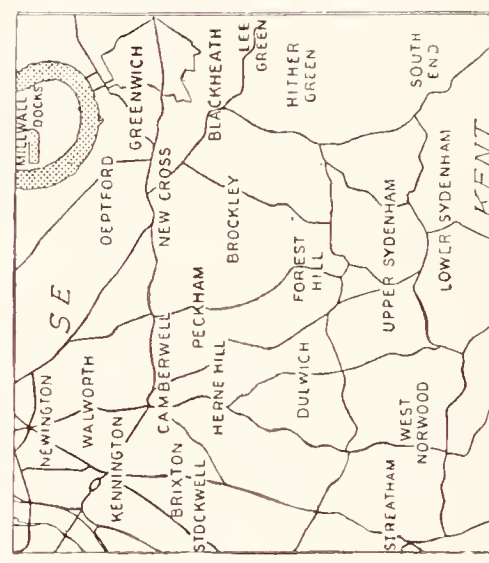 MILLWALL
DOCKS
GREENWICH
BLACKHEATH
LEE
GREEN
HITHER
GREEN
SOUTH
END
DEPTFORD
NEW CROSS
BROCKLEY
FOREST
HILL
UPPER SYDENHAM
LOWER SYDENHAM
KENT
SE
PECKHAM
NEWINGTON
WALWORTH
CAMBERWELL
HERNE HILL
DULWICH
KENNINGTON
BRIXTON
STOCKWELL
WEST
NORWOOD
STREATHAM